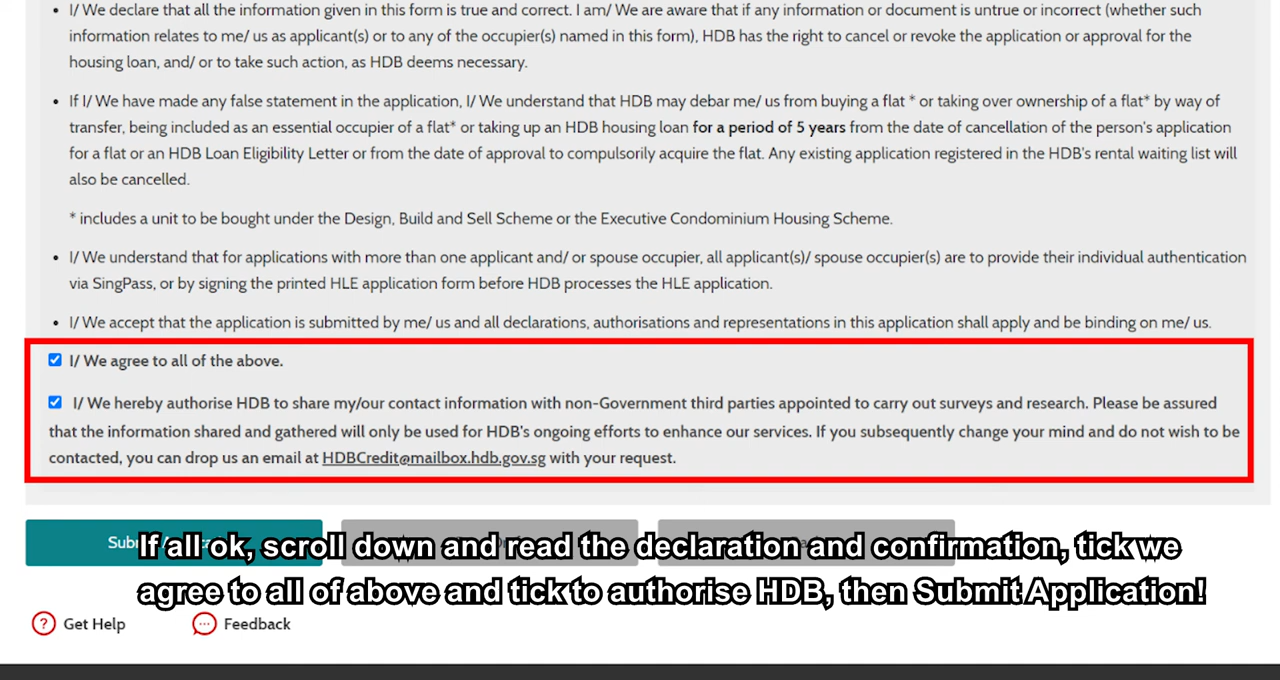 • I/ We declare that all the information given in this form is true and correct. I am/ We are aware that if any information or document is untrue or incorrect (whether such
information relates to me/ us as applicant(s) or to any of the occupier(s) named in this form), HDB has the right to cancel or revoke the application or approval for the
housing loan, and/ or to take such action, as HDB deems necessary.
• If I/ We have made any false statement in the application, I/ We understand that HDB may debar me/ us from buying a flat * or taking over ownership of a flat* by way of
transfer, being included as an essential occupier of a flat* or taking up an HDB housing loan for a period of 5 years from the date of cancellation of the person's application
for a flat or an HDB Loan Eligibility Letter or from the date of approval to compulsorily acquire the flat. Any existing application registered in the HDB's rental waiting list will
also be cancelled.
* includes a unit to be bought under the Design, Build and Sell Scheme or the Executive Condominium Housing Scheme.
• I/ We understand that for applications with more than one applicant and/ or spouse occupier, all applicant(s)/ spouse occupier(s) are to provide their individual authentication
via SingPass, or by signing the printed HLE application form before HDB processes the HLE application.
• I/ We accept that the application is submitted by me/ us and all declarations, authorisations and representations in this application shall apply and be binding on me/ us.
I/ We agree to all of the above.
I/ We hereby authorise HDB to share my/our contact information with non-Government third parties appointed to carry out surveys and research. Please be assured
that the information shared and gathered will only be used for HDB's ongoing efforts to enhance our services. If you subsequently change your mind and do not wish to be
contacted, you can drop us an email at HDBCredit@mailbox.hdb.gov.sg with your request.
If all ok, scroll down and read the declaration and confirmation, tick we
agree to all of above and tick to authorise HDB, then Submit Application!
Get Help
Feedback